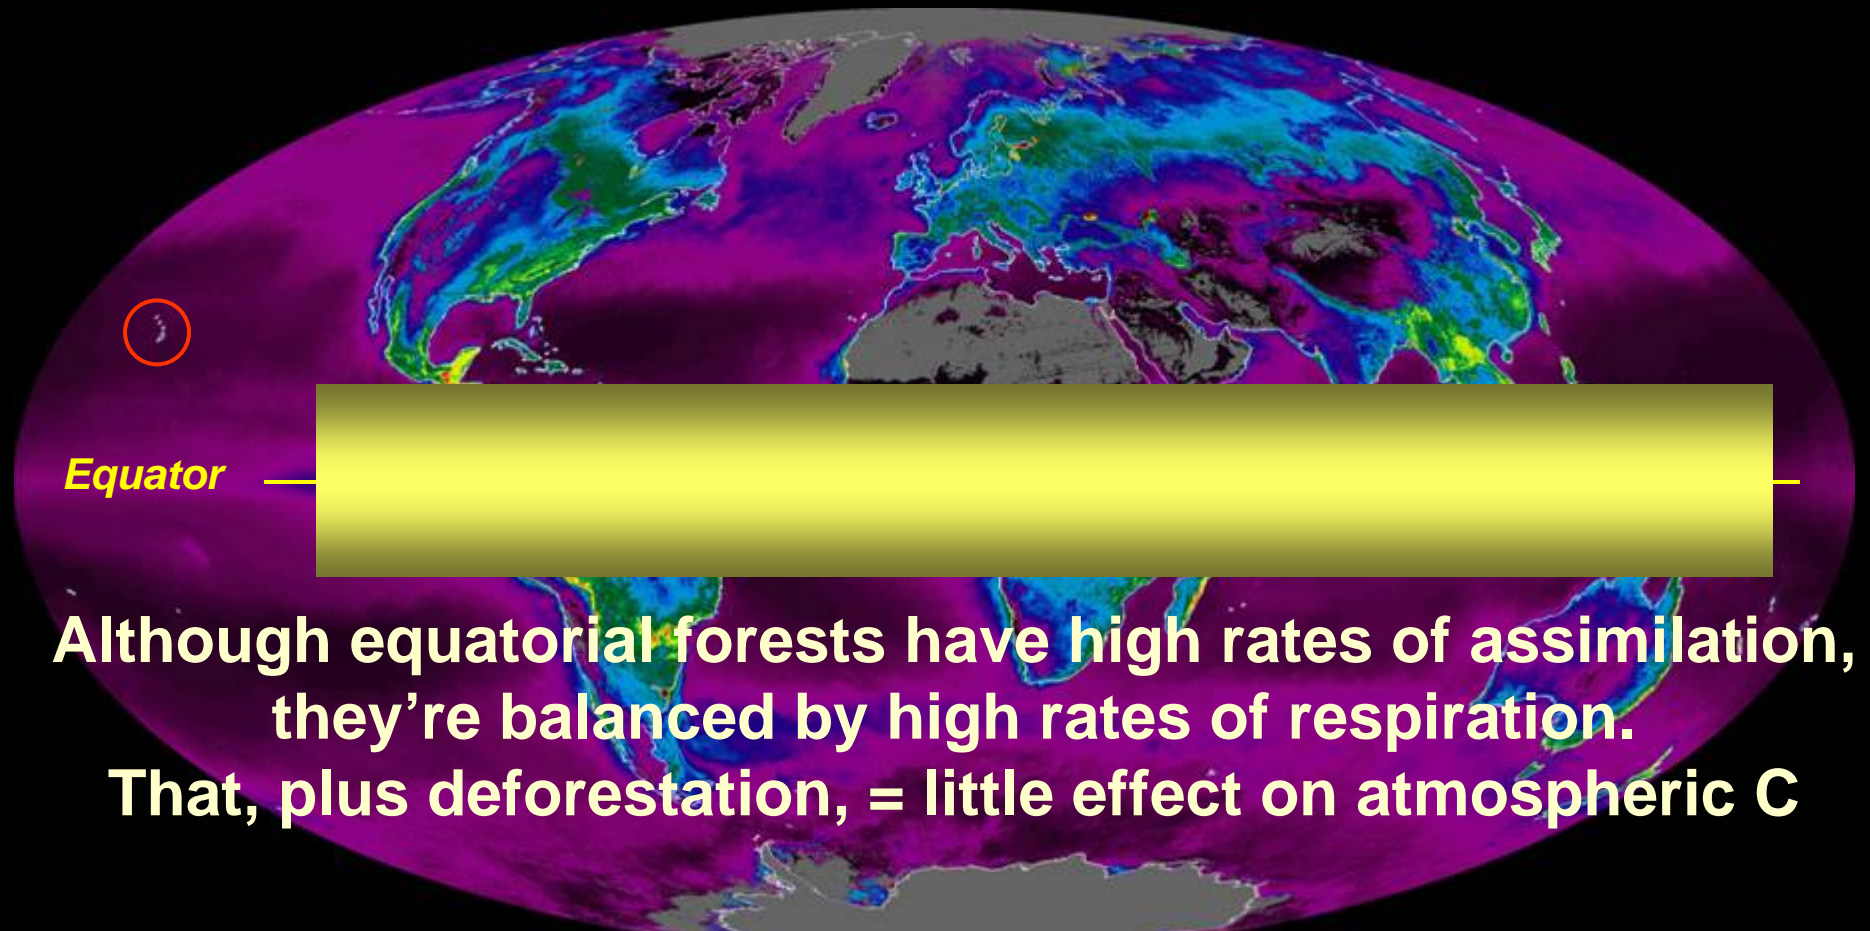 Equator
Although equatorial forests have high rates of assimilation,
they’re balanced by high rates of respiration.
That, plus deforestation, = little effect on atmospheric C